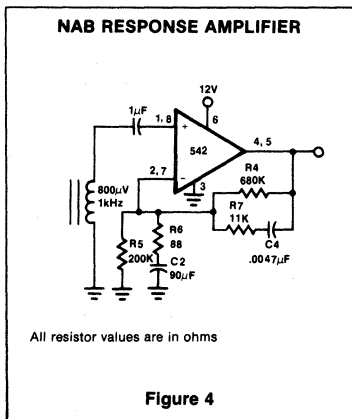 NAB RESPONSE AMPLIFIER
12V
1μF
1, 8
+
6
4, 5
542
2, 7
−
3
R4
680K
R7
11K
C4
.0047μF
800μV
1kHz
R5
200K
R6
88
C2
90μF
All resistor values are in ohms
Figure 4